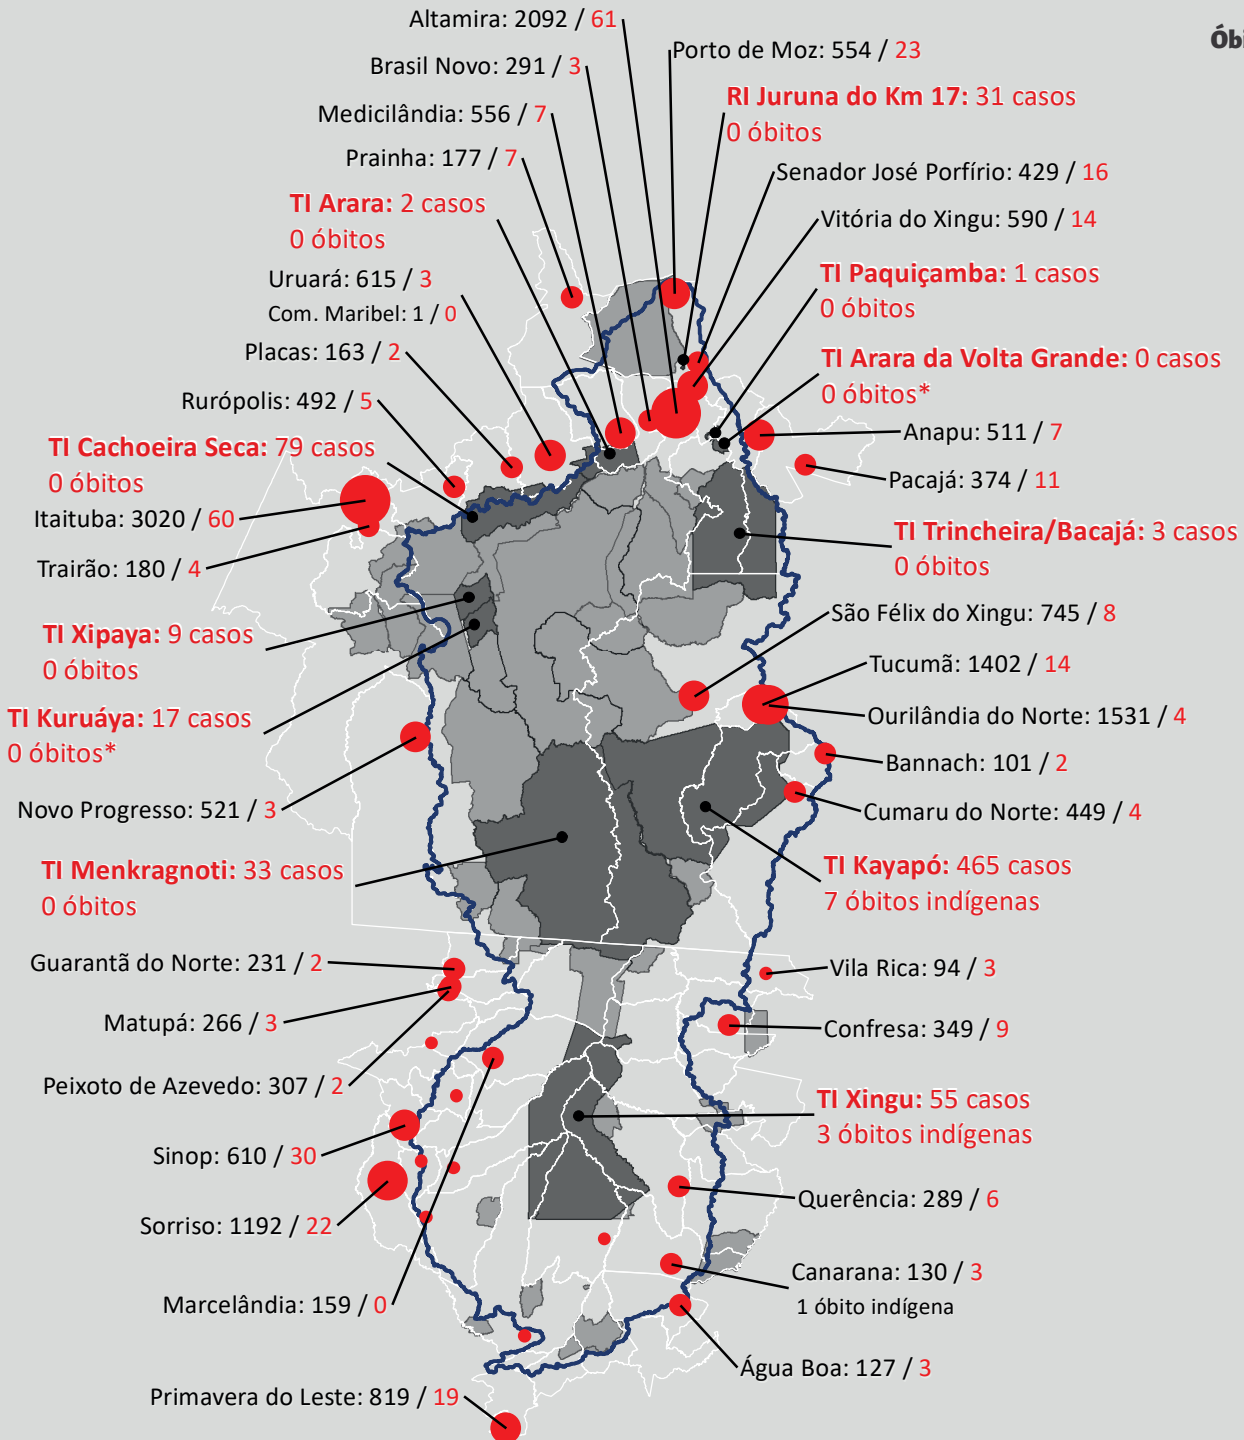 Altamira: 2092 / 61
Óbi
Porto de Moz: 554 / 23
Brasil Novo: 291 / 3
RI Juruna do Km 17: 31 casos
0 óbitos
Medicilândia: 556 / 7
Prainha: 177 / 7
Senador José Porfírio: 429 / 16
TI Arara: 2 casos
0 óbitos
Vitória do Xingu: 590 / 14
Uruará: 615 / 3
Com. Maribel: 1 / 0
TI Paquiçamba: 1 casos
0 óbitos
Placas: 163 / 2
TI Arara da Volta Grande: 0 casos
0 óbitos*
Rurópolis: 492 / 5
Anapu: 511 / 7
TI Cachoeira Seca: 79 casos
0 óbitos
Pacajá: 374 / 11
Itaituba: 3020 / 60
TI Trincheira/Bacajá: 3 casos
0 óbitos
Trairão: 180 / 4
São Félix do Xingu: 745 / 8
TI Xipaya: 9 casos
0 óbitos
Tucumã: 1402 / 14
TI Kuruáya: 17 casos
0 óbitos*
Ourilândia do Norte: 1531 / 4
Bannach: 101 / 2
Novo Progresso: 521 / 3
Cumaru do Norte: 449 / 4
TI Menkragnoti: 33 casos
0 óbitos
TI Kayapó: 465 casos
7 óbitos indígenas
Guarantã do Norte: 231 / 2
Vila Rica: 94 / 3
Matupá: 266 / 3
Confresa: 349 / 9
Peixoto de Azevedo: 307 / 2
TI Xingu: 55 casos
3 óbitos indígenas
Sinop: 610 / 30
Querência: 289 / 6
Sorriso: 1192 / 22
Canarana: 130 / 3
1 óbito indígena
Marcelândia: 159 / 0
Água Boa: 127 / 3
Primavera do Leste: 819 / 19